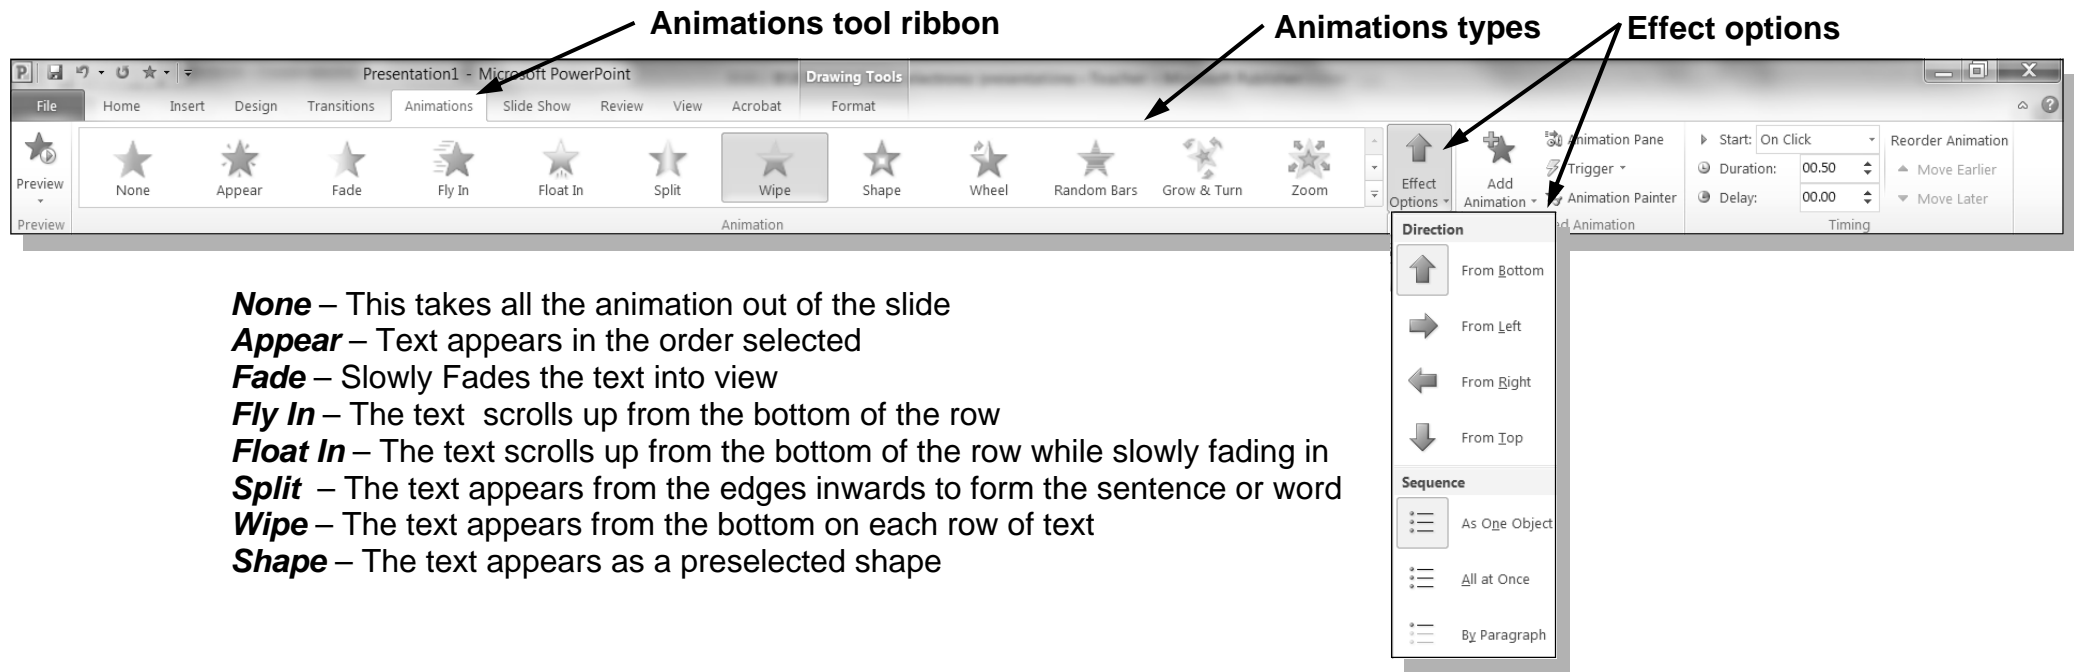 Animations tool ribbon
Animations types
Effect options
Presentation1 - Microsoft PowerPoint
Drawing Tools
File Home Insert Design Transitions Animations Slide Show Review View Acrobat Format
Preview
None Appear Fade Fly In Float In Split Wipe Shape Wheel Random Bars Grow & Turn Zoom
Effect Options
Add Animation
Animation Pane
Trigger
Animation Painter
Start: On Click
Duration: 00.50
Delay: 00.00
Reorder Animation
Move Earlier
Move Later
Preview
Animation
ed Animation
Timing
Direction
From Bottom
From Left
From Right
From Top
Sequence
As One Object
All at Once
By Paragraph
None – This takes all the animation out of the slide
Appear – Text appears in the order selected
Fade – Slowly Fades the text into view
Fly In – The text scrolls up from the bottom of the row
Float In – The text scrolls up from the bottom of the row while slowly fading in
Split – The text appears from the edges inwards to form the sentence or word
Wipe – The text appears from the bottom on each row of text
Shape – The text appears as a preselected shape